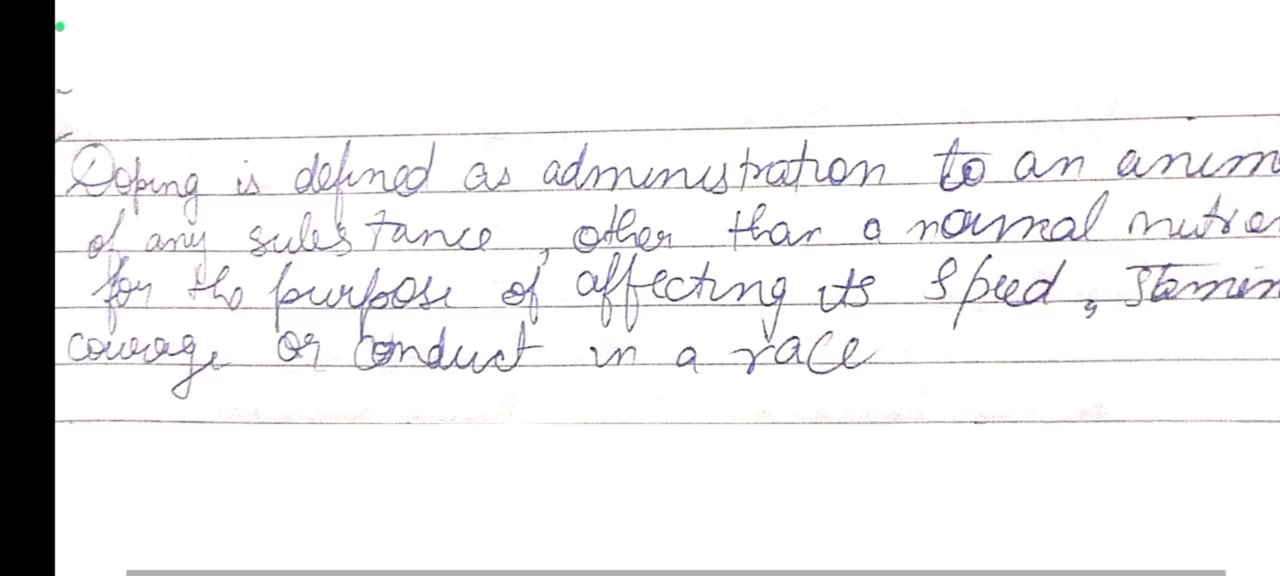 Doping is defined as administration to an anim
of any substance, other than a normal nutre
for the purpose of affecting its speed, Stamin
courage or conduct in a race